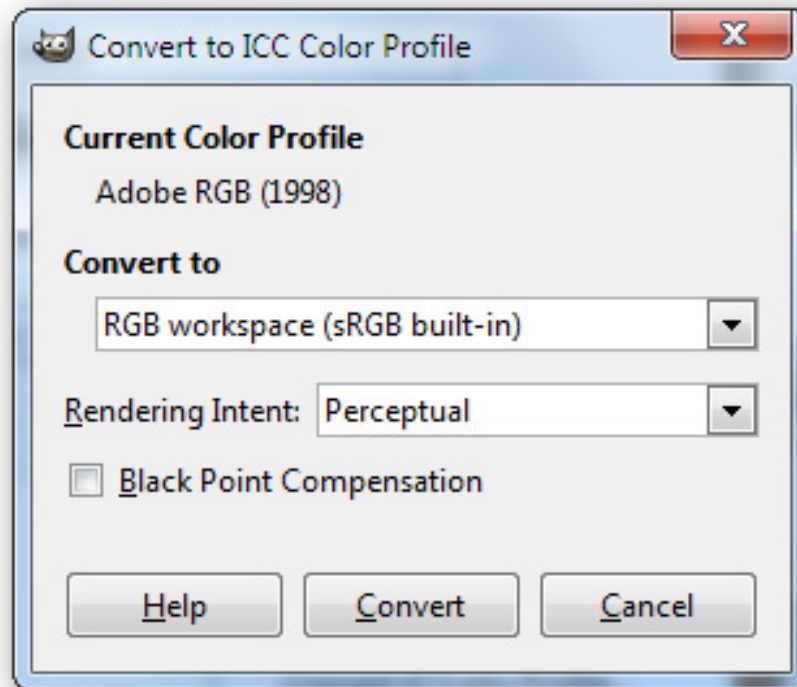 Convert to ICC Color Profile
Current Color Profile
Adobe RGB (1998)
Convert to
RGB workspace (sRGB built-in)
Rendering Intent: Perceptual
Black Point Compensation
Help Convert Cancel